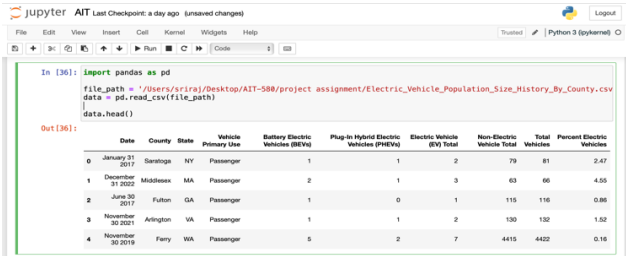 jupyter AIT Last Checkpoint: a day ago (unsaved changes)
Logout
File Edit View Insert Cell Kernel Widgets Help
Trusted Python 3 (ipykernel)
Run Code
In [36]: import pandas as pd
file_path = '/Users/sriraj/Desktop/AIT-580/project assignment/Electric_Vehicle_Population_Size_History_By_County.csv
data = pd.read_csv(file_path)
data.head()
Out[36]:
Date County State Vehicle Primary Use Battery Electric Vehicles (BEVs) Plug-In Hybrid Electric Vehicles (PHEVs) Electric Vehicle (EV) Total Non-Electric Vehicle Total Total Vehicles Percent Electric Vehicles
0 January 31 2017 Saratoga NY Passenger 1 1 2 79 81 2.47
1 December 31 2022 Middlesex MA Passenger 2 1 3 63 66 4.55
2 June 30 2017 Fulton GA Passenger 1 0 1 115 116 0.86
3 November 30 2021 Arlington VA Passenger 1 1 2 130 132 1.52
4 November 30 2019 Ferry WA Passenger 5 2 7 4415 4422 0.16